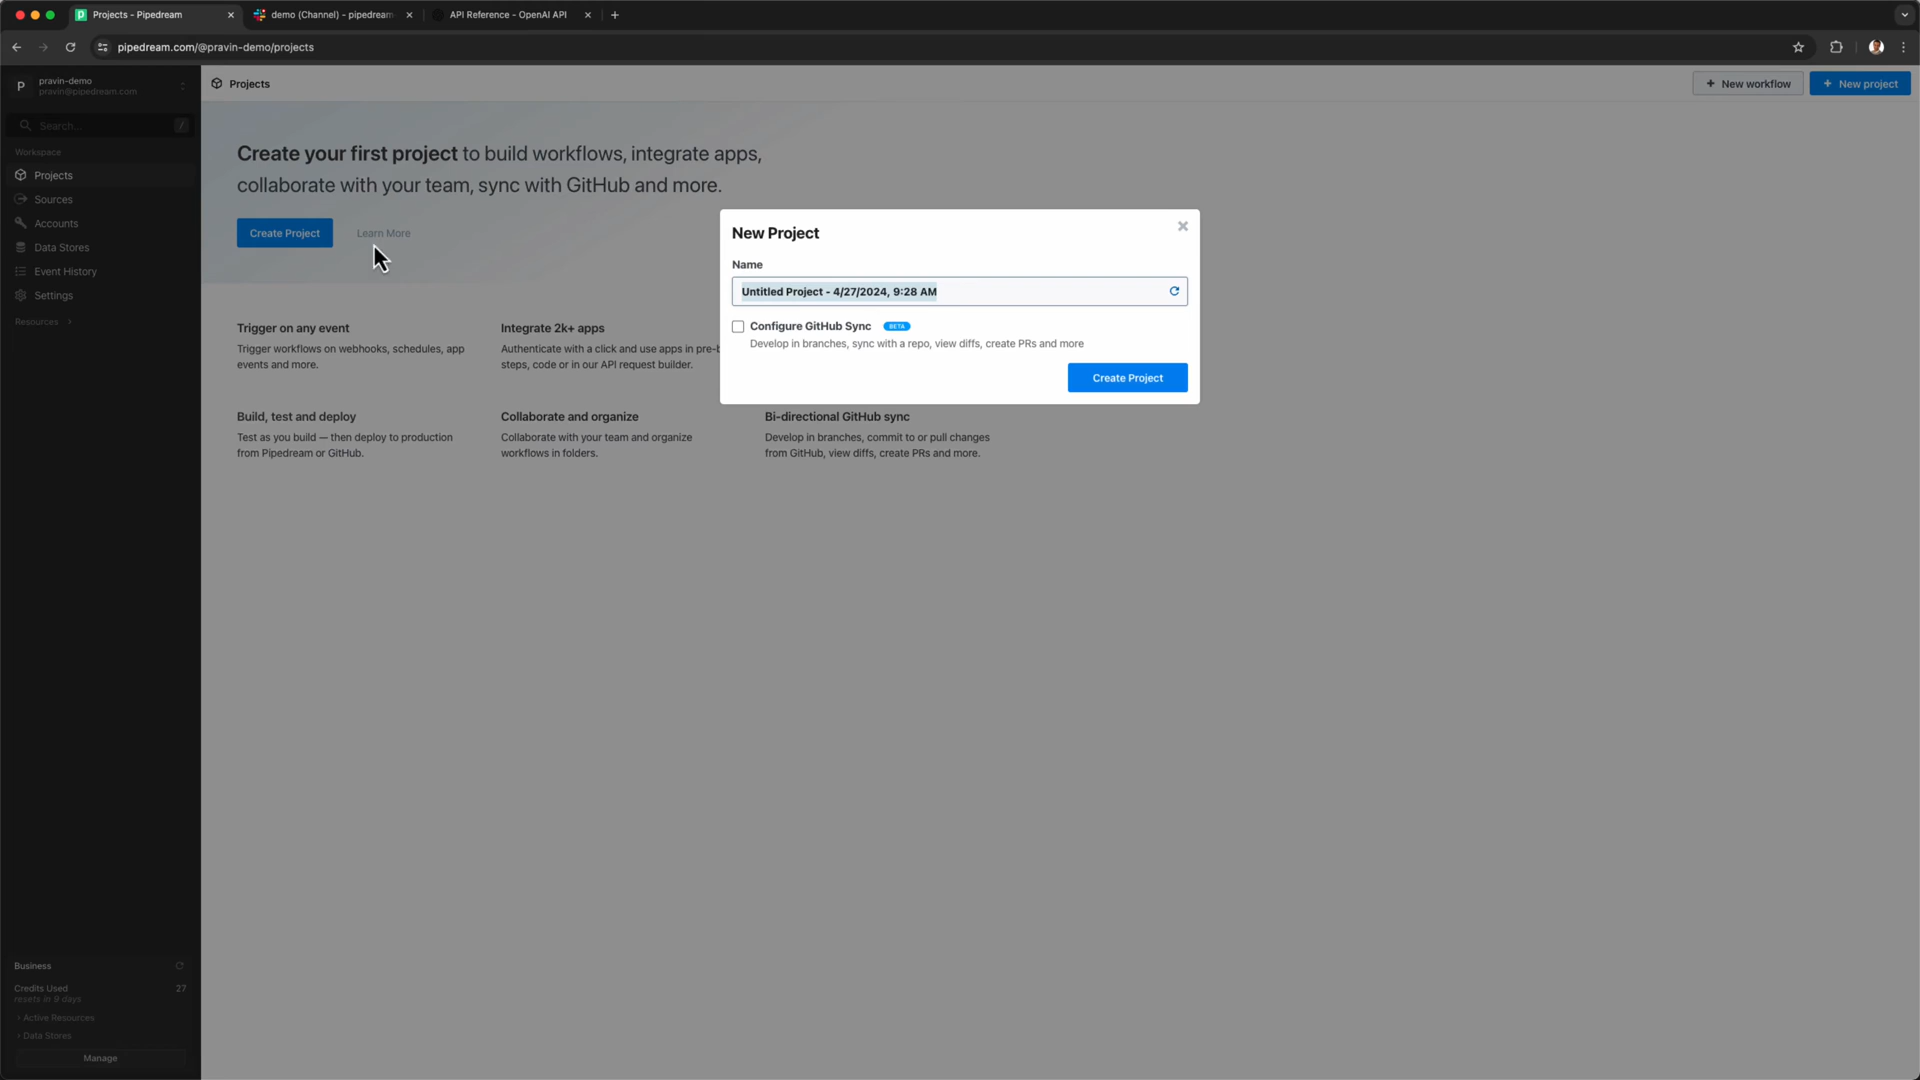 Projects - Pipedream
demo (Channel) - pipedream
API Reference - OpenAI API
pipedream.com/@pravin-demo/projects
P
pravin-demo
pravin@pipedream.com
Search...
/
Workspace
Projects
Sources
Accounts
Data Stores
Event History
Settings
Resources
Projects
New workflow
New project
Create your first project to build workflows, integrate apps,
collaborate with your team, sync with GitHub and more.
Create Project
Learn More
Trigger on any event
Trigger workflows on webhooks, schedules, app
events and more.
Integrate 2k+ apps
Authenticate with a click and use apps in pre-b
steps, code or in our API request builder.
Build, test and deploy
Test as you build — then deploy to production
from Pipedream or GitHub.
Collaborate and organize
Collaborate with your team and organize
workflows in folders.
Bi-directional GitHub sync
Develop in branches, commit to or pull changes
from GitHub, view diffs, create PRs and more.
New Project
Name
Untitled Project - 4/27/2024, 9:28 AM
Configure GitHub Sync BETA
Develop in branches, sync with a repo, view diffs, create PRs and more
Create Project
Business
Credits Used 27
resets in 9 days
Active Resources
Data Stores
Manage